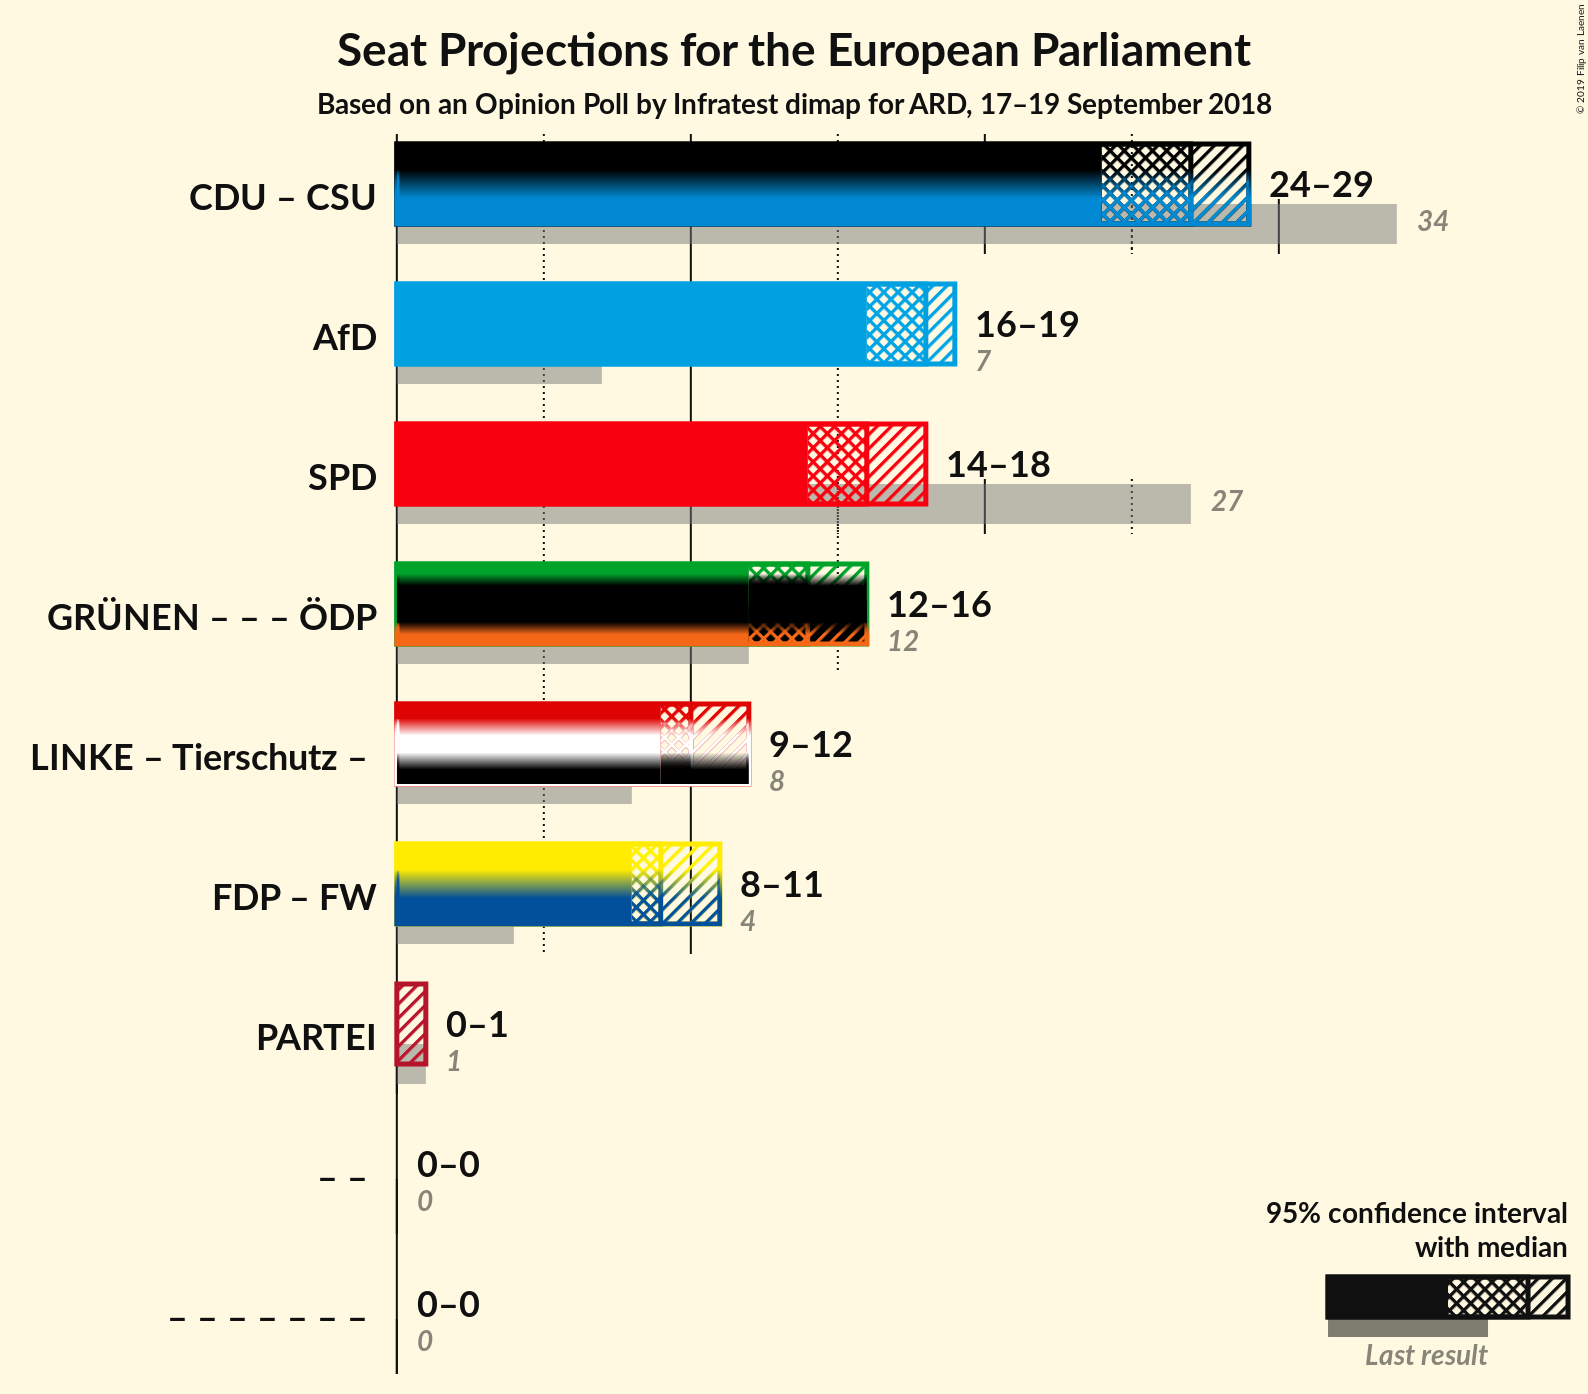 Seat Projections for the European Parliament
Based on an Opinion Poll by Infratest dimap for ARD, 17–19 September 2018
© 2019 Filip van Laenen
CDU – CSU
24–29
34
AfD
16–19
7
SPD
14–18
27
GRÜNEN – – – ÖDP
12–16
12
LINKE – Tierschutz –
9–12
8
FDP – FW
8–11
4
PARTEI
0–1
1
– –
0–0
0
– – – – – – –
0–0
0
95% confidence interval
with median
Last result